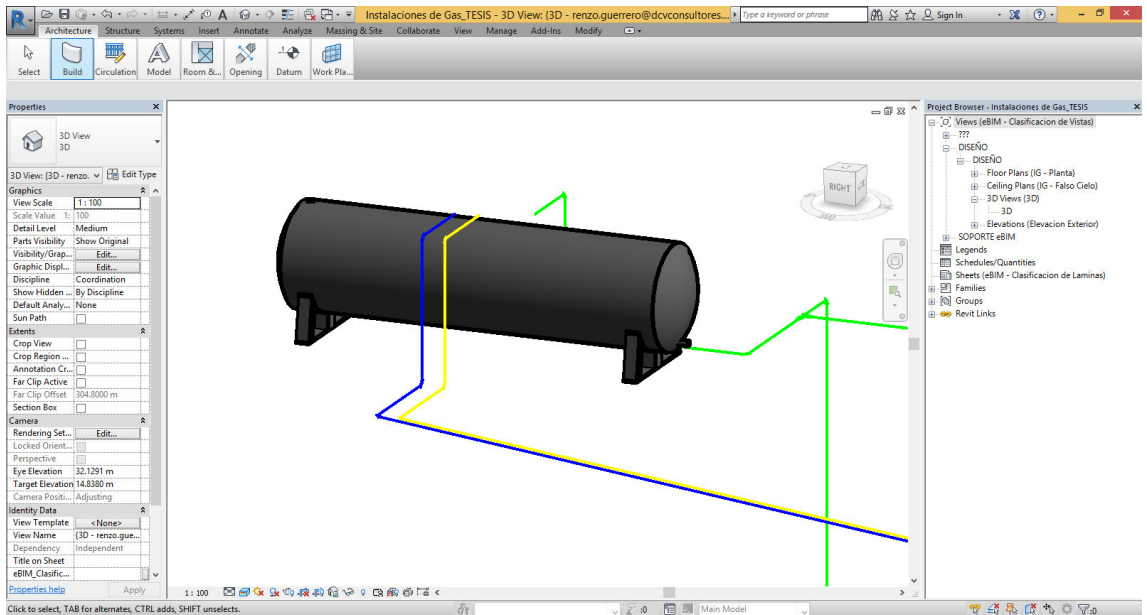 Instalaciones de Gas_TESIS - 3D View: {3D - renzo.guerrero@dcvconsultores....
Type a keyword or phrase
Sign In
Architecture Structure Systems Insert Annotate Analyze Massing & Site Collaborate View Manage Add-Ins Modify
Select Build Circulation Model Room &... Opening Datum Work Pla...
Properties
3D View
3D
3D View: {3D - renzo. Edit Type
Graphics
View Scale 1 : 100
Scale Value 1: 100
Detail Level Medium
Parts Visibility Show Original
Visibility/Grap... Edit...
Graphic Displ... Edit...
Discipline Coordination
Show Hidden ... By Discipline
Default Analy... None
Sun Path
Extents
Crop View
Crop Region ...
Annotation Cr...
Far Clip Active
Far Clip Offset 304.8000 m
Section Box
Camera
Rendering Set... Edit...
Locked Orient...
Perspective
Eye Elevation 32.1291 m
Target Elevation 14.8380 m
Camera Positi... Adjusting
Identity Data
View Template <None>
View Name {3D - renzo.gue...
Dependency Independent
Title on Sheet
eBIM_Clasific...
Properties help Apply
RIGHT
Project Browser - Instalaciones de Gas_TESIS
Views (eBIM - Clasificacion de Vistas)
???
DISEÑO
DISEÑO
Floor Plans (IG - Planta)
Ceiling Plans (IG - Falso Cielo)
3D Views (3D)
3D
Elevations (Elevacion Exterior)
SOPORTE eBIM
Legends
Schedules/Quantities
Sheets (eBIM - Clasificacion de Laminas)
Families
Groups
Revit Links
1 : 100
Click to select, TAB for alternates, CTRL adds, SHIFT unselects.
:0
Main Model
:0